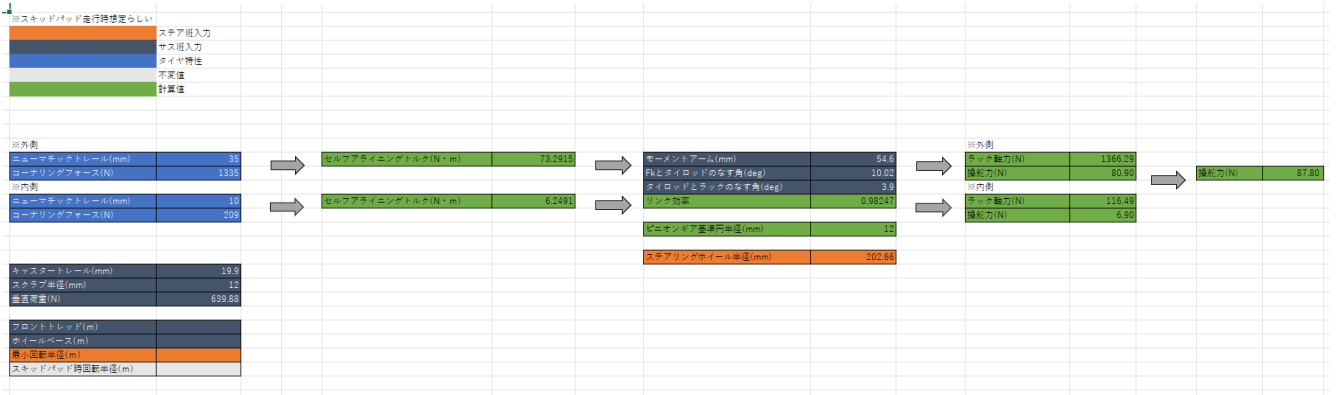 ※スキッドパッド走行時想定らしい
ステア班入力
サス班入力
タイヤ特性
不変値
計算値
※外側
ニューマチックトレール(mm) 35
コーナリングフォース(N) 1335
※内側
ニューマチックトレール(mm) 10
コーナリングフォース(N) 209
セルフアライニングトルク(N・m) 73.2915
セルフアライニングトルク(N・m) 6.2491
モーメントアーム(mm) 54.6
Fkとタイロッドのなす角(deg) 10.02
タイロッドとラックのなす角(deg) 3.9
リンク効率 0.98247
ピニオンギア基準円半径(mm) 12
ステアリングホイール半径(mm) 202.66
※外側
ラック軸力(N) 1366.29
操舵力(N) 80.90
※内側
ラック軸力(N) 116.49
操舵力(N) 6.90
操舵力(N) 87.80
キャスタートレール(mm) 19.9
スクラブ半径(mm) 12
垂直荷重(N) 639.88
フロントトレッド(m)
ホイールベース(m)
最小回転半径(m)
スキッドパッド時回転半径(m)